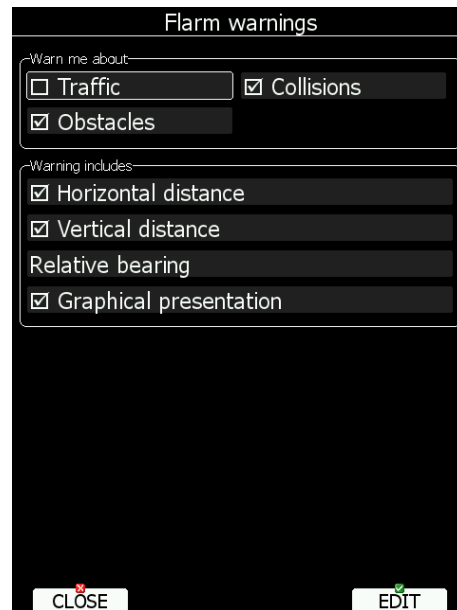 Flarm warnings
Warn me about
Traffic
Collisions
Obstacles
Warning includes
Horizontal distance
Vertical distance
Relative bearing
Graphical presentation
CLOSE
EDIT